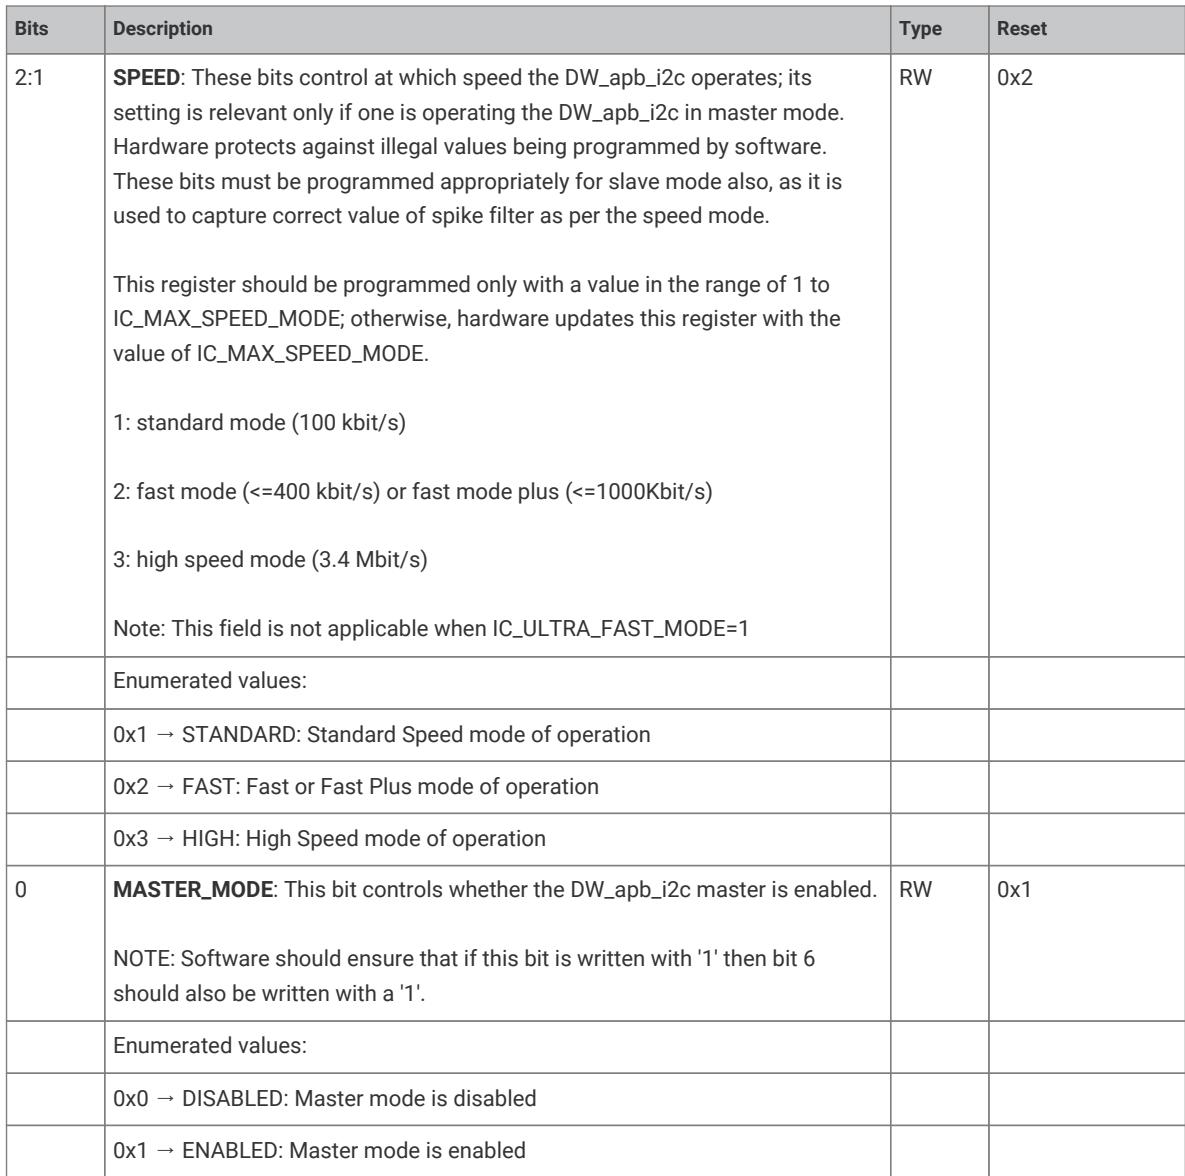 Bits Description Type Reset
2:1 SPEED: These bits control at which speed the DW_apb_i2c operates; its RW 0x2
setting is relevant only if one is operating the DW_apb_i2c in master mode.
Hardware protects against illegal values being programmed by software.
These bits must be programmed appropriately for slave mode also, as it is
used to capture correct value of spike filter as per the speed mode.
This register should be programmed only with a value in the range of 1 to
IC_MAX_SPEED_MODE; otherwise, hardware updates this register with the
value of IC_MAX_SPEED_MODE.
1: standard mode (100 kbit/s)
2: fast mode (<=400 kbit/s) or fast mode plus (<=1000Kbit/s)
3: high speed mode (3.4 Mbit/s)
Note: This field is not applicable when IC_ULTRA_FAST_MODE=1
Enumerated values:
0x1 → STANDARD: Standard Speed mode of operation
0x2 → FAST: Fast or Fast Plus mode of operation
0x3 → HIGH: High Speed mode of operation
0 MASTER_MODE: This bit controls whether the DW_apb_i2c master is enabled. RW 0x1
NOTE: Software should ensure that if this bit is written with '1' then bit 6
should also be written with a '1'.
Enumerated values:
0x0 → DISABLED: Master mode is disabled
0x1 → ENABLED: Master mode is enabled